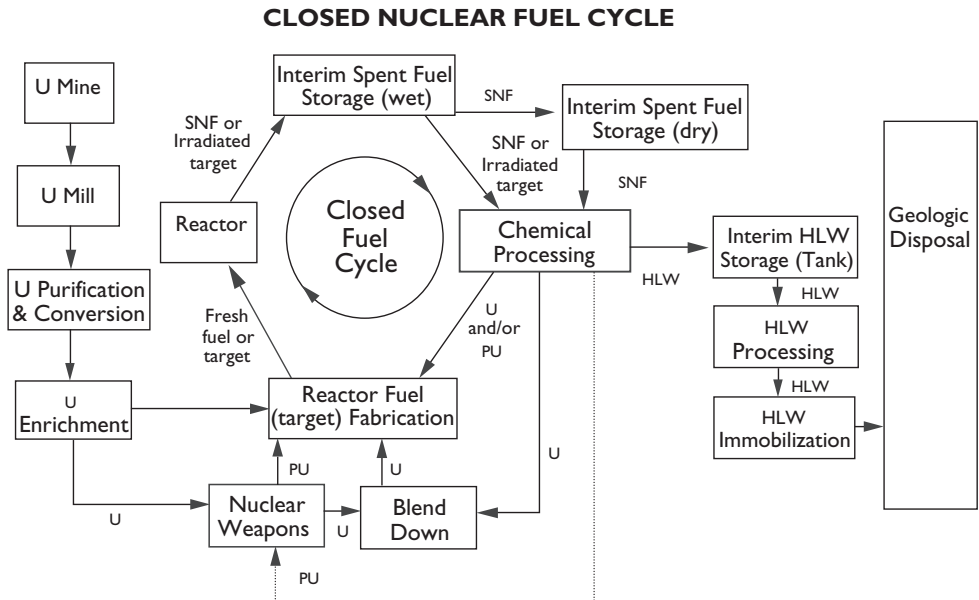 CLOSED NUCLEAR FUEL CYCLE
U Mine
U Mill
U Purification
& Conversion
U
Enrichment
U
Interim Spent Fuel
Storage (wet)
SNF
Interim Spent Fuel
Storage (dry)
SNF or
Irradiated
target
SNF or
Irradiated
target
SNF
Reactor
Closed
Fuel
Cycle
Chemical
Processing
HLW
Fresh
fuel or
target
U
and/or
PU
Reactor Fuel
(target) Fabrication
PU
U
U
Nuclear
Weapons
U
Blend
Down
PU
Interim HLW
Storage (Tank)
HLW
HLW
Processing
HLW
HLW
Immobilization
Geologic
Disposal